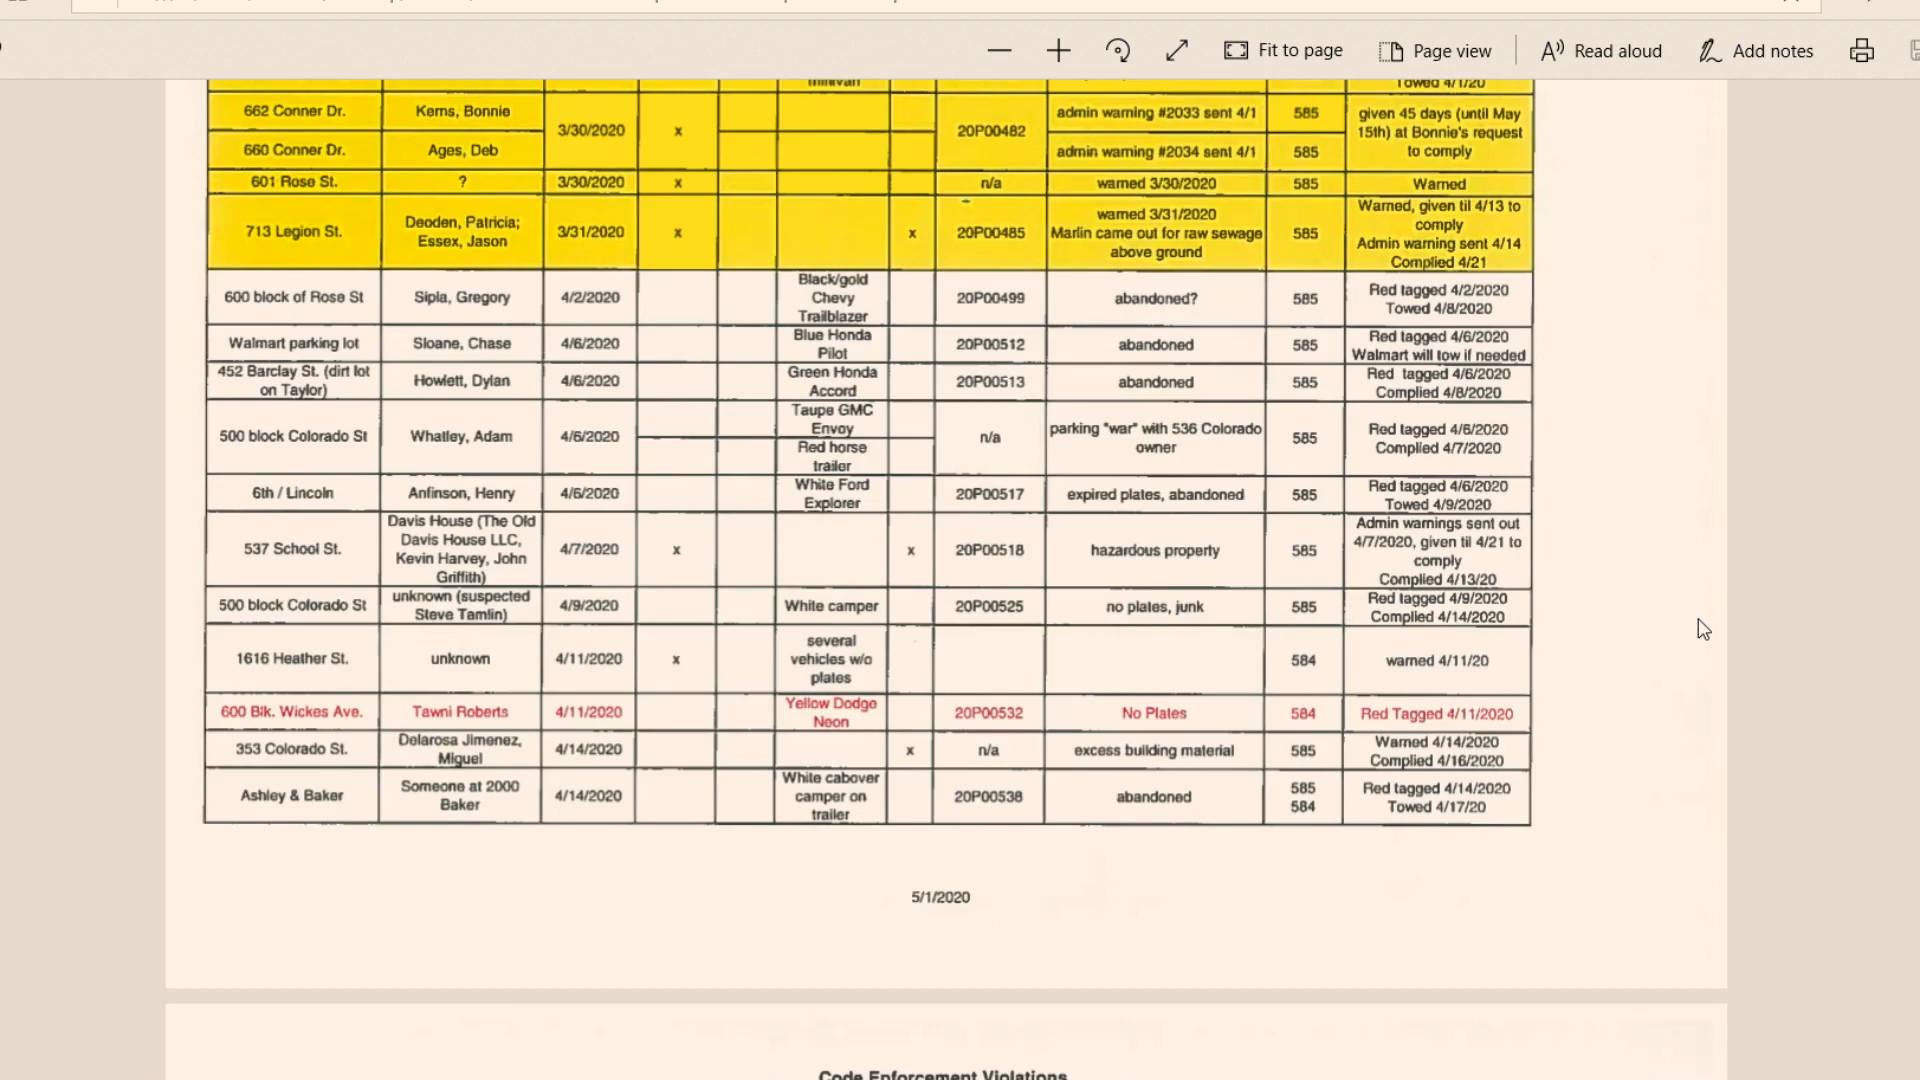 Fit to page
Page view
Read aloud
Add notes
minivan
Towed 4/1/20
662 Conner Dr.
Kerns, Bonnie
3/30/2020
x
20P00482
admin warning #2033 sent 4/1
585
given 45 days (until May
15th) at Bonnie's request
to comply
660 Conner Dr.
Ages, Deb
admin warning #2034 sent 4/1
585
601 Rose St.
?
3/30/2020
x
n/a
warned 3/30/2020
585
Warned
713 Legion St.
Deoden, Patricia;
Essex, Jason
3/31/2020
x
x
20P00485
warned 3/31/2020
Marlin came out for raw sewage
above ground
585
Warned, given til 4/13 to
comply
Admin warning sent 4/14
Complied 4/21
600 block of Rose St
Sipla, Gregory
4/2/2020
Black/gold
Chevy
Trailblazer
20P00499
abandoned?
585
Red tagged 4/2/2020
Towed 4/8/2020
Walmart parking lot
Sloane, Chase
4/6/2020
Blue Honda
Pilot
20P00512
abandoned
585
Red tagged 4/6/2020
Walmart will tow if needed
452 Barclay St. (dirt lot
on Taylor)
Howlett, Dylan
4/6/2020
Green Honda
Accord
20P00513
abandoned
585
Red tagged 4/6/2020
Complied 4/8/2020
500 block Colorado St
Whatley, Adam
4/6/2020
Taupe GMC
Envoy
Red horse
trailer
n/a
parking "war" with 536 Colorado
owner
585
Red tagged 4/6/2020
Complied 4/7/2020
6th / Lincoln
Anfinson, Henry
4/6/2020
White Ford
Explorer
20P00517
expired plates, abandoned
585
Red tagged 4/6/2020
Towed 4/9/2020
537 School St.
Davis House (The Old
Davis House LLC,
Kevin Harvey, John
Griffith)
4/7/2020
x
x
20P00518
hazardous property
585
Admin warnings sent out
4/7/2020, given til 4/21 to
comply
Complied 4/13/20
500 block Colorado St
unknown (suspected
Steve Tamlin)
4/9/2020
White camper
20P00525
no plates, junk
585
Red tagged 4/9/2020
Complied 4/14/2020
1616 Heather St.
unknown
4/11/2020
x
several
vehicles w/o
plates
584
warned 4/11/20
600 Blk. Wickes Ave.
Tawni Roberts
4/11/2020
Yellow Dodge
Neon
20P00532
No Plates
584
Red Tagged 4/11/2020
353 Colorado St.
Delarosa Jimenez,
Miguel
4/14/2020
x
n/a
excess building material
585
Warned 4/14/2020
Complied 4/16/2020
Ashley & Baker
Someone at 2000
Baker
4/14/2020
White cabover
camper on
trailer
20P00538
abandoned
585
584
Red tagged 4/14/2020
Towed 4/17/20
5/1/2020
Code Enforcement Violations